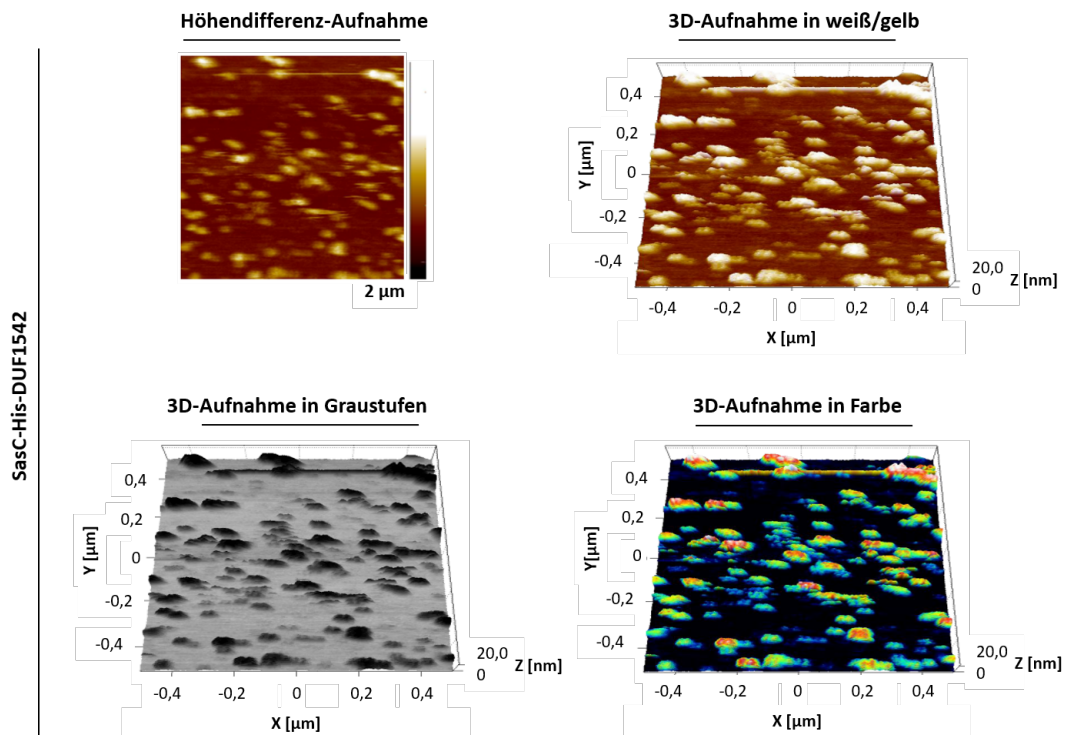 Höhendifferenz-Aufnahme
2 µm
3D-Aufnahme in weiß/gelb
0,4
0,2
0
-0,2
-0,4
Y [µm]
-0,4
-0,2
0
0,2
0,4
X [µm]
20,0
0
Z [nm]
SasC-His-DUF1542
3D-Aufnahme in Graustufen
0,4
0,2
0
-0,2
-0,4
Y [µm]
-0,4
-0,2
0
0,2
0,4
X [µm]
20,0
0
Z [nm]
3D-Aufnahme in Farbe
0,4
0,2
0
-0,2
-0,4
Y[µm]
-0,4
-0,2
0
0,2
0,4
X [µm]
20,0
0
Z [nm]